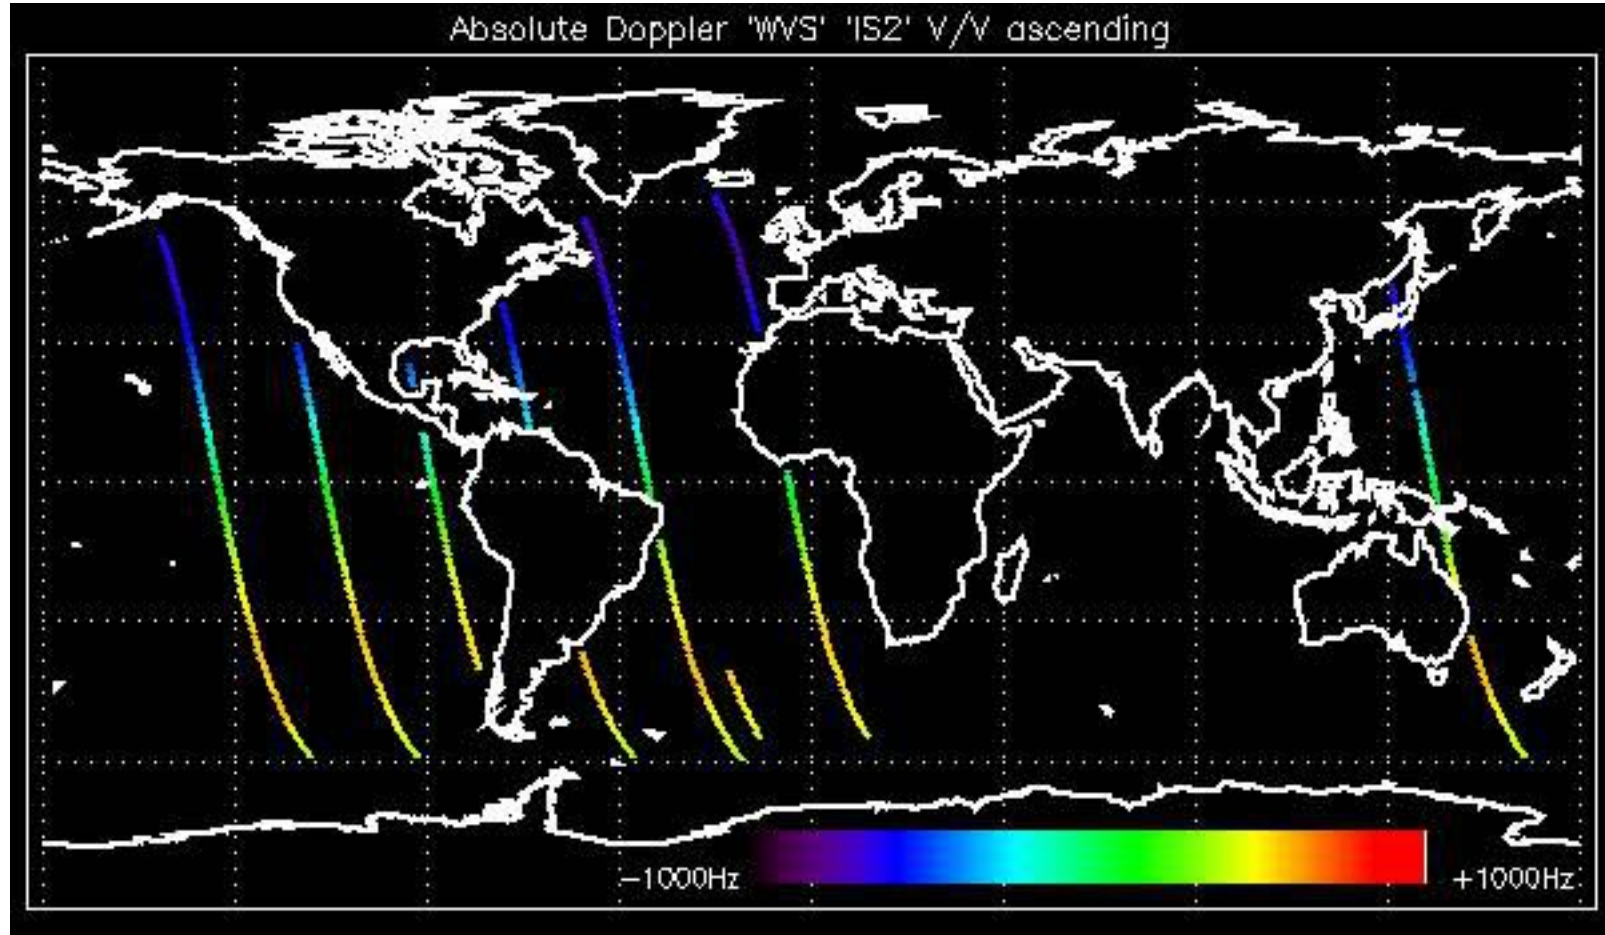 Absolute Doppler 'WVS' 'IS2' V/V ascending
−1000Hz +1000Hz